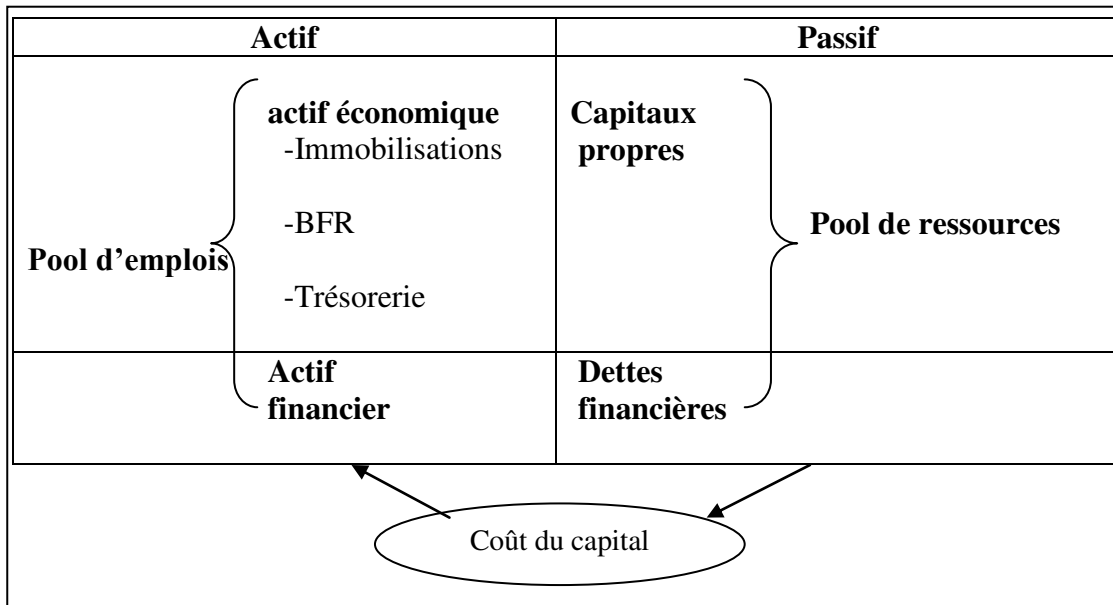 Actif
Passif
actif économique
-Immobilisations
-BFR
Pool d'emplois
-Trésorerie
Capitaux
propres
Pool de ressources
Actif
financier
Dettes
financières
Coût du capital